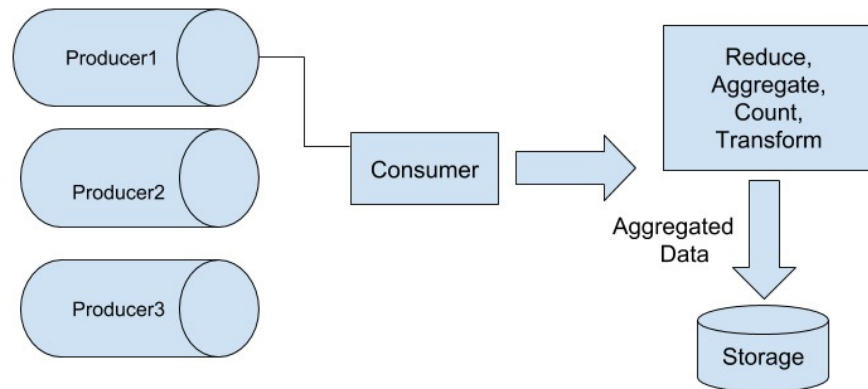 Producer1
Producer2
Producer3
Consumer
Reduce,
Aggregate,
Count,
Transform
Aggregated
Data
Storage